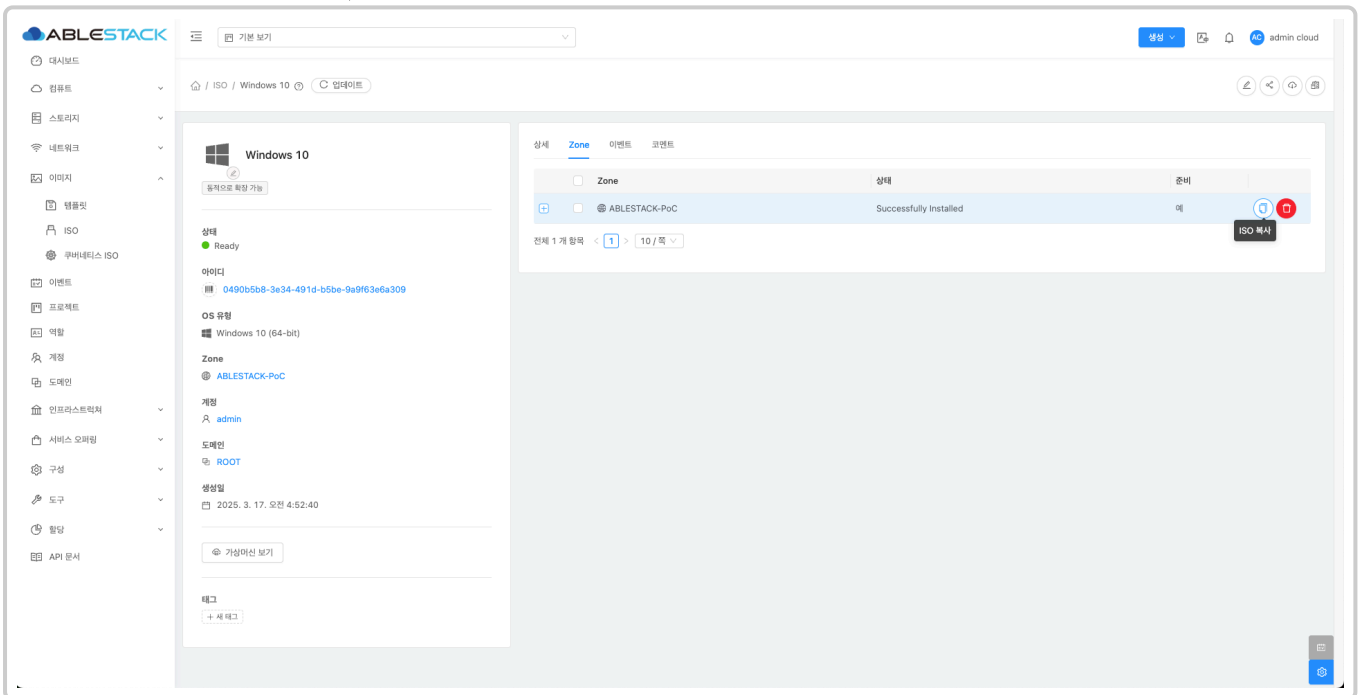 ABLESTACK
기본 보기
생성
AC admin cloud
대시보드
컴퓨트
스토리지
네트워크
이미지
템플릿
ISO
쿠버네티스 ISO
이벤트
프로젝트
역할
계정
도메인
인프라스트럭쳐
서비스 오퍼링
구성
도구
할당
API 문서
/ ISO / Windows 10 업데이트
Windows 10
동적으로 확장 가능
상태
Ready
아이디
0490b5b8-3e34-491d-b5be-9a9f63e6a309
OS 유형
Windows 10 (64-bit)
Zone
ABLESTACK-PoC
계정
admin
도메인
ROOT
생성일
2025. 3. 17. 오전 4:52:40
가상머신 보기
태그
+ 새 태그
상세 Zone 이벤트 코멘트
Zone 상태 준비
ABLESTACK-PoC Successfully Installed 예
ISO 복사
전체 1 개 항목 < 1 > 10 / 쪽